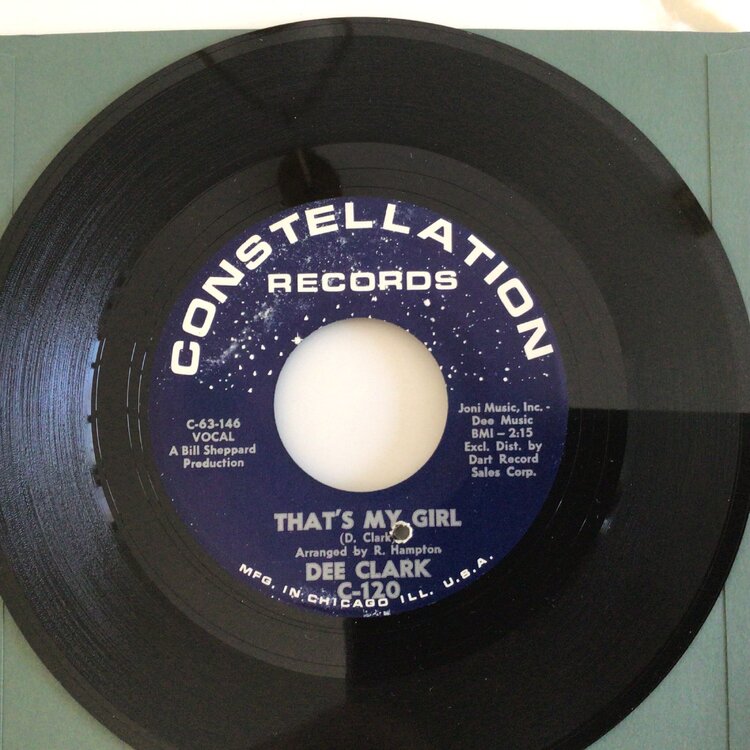 CONSTELLATION
RECORDS
C-63-146
VOCAL
A Bill Sheppard
Production
Joni Music, Inc. -
Dee Music
BMI - 2:15
Excl. Dist. by
Dart Record
Sales Corp.
THAT'S MY GIRL
(D. Clark)
Arranged by R. Hampton
DEE CLARK
C-120
MFG. IN CHICAGO ILL. U.S.A.